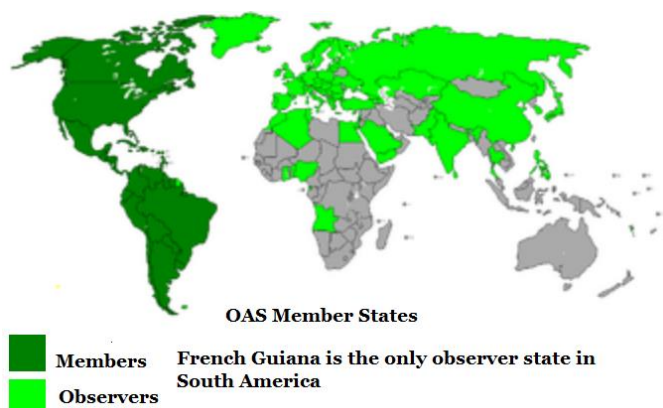 OAS Member States
Members
French Guiana is the only observer state in
South America
Observers